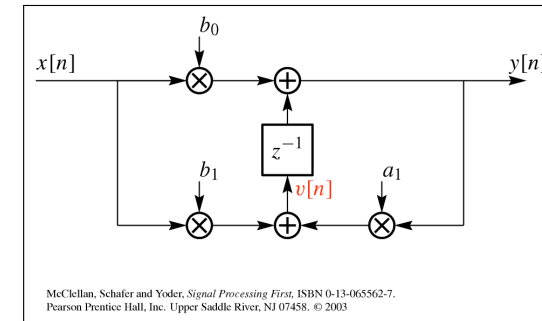 b₀
x[n]
y[n]
z⁻¹
b₁
v[n]
a₁
McClellan, Schafer and Yoder, Signal Processing First, ISBN 0-13-065562-7.
Pearson Prentice Hall, Inc. Upper Saddle River, NJ 07458. © 2003